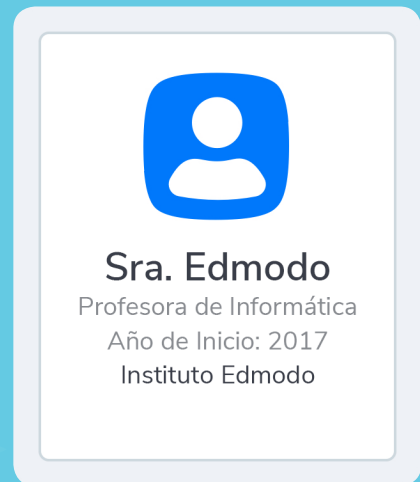 Sra. Edmodo
Profesora de Informática
Año de Inicio: 2017
Instituto Edmodo